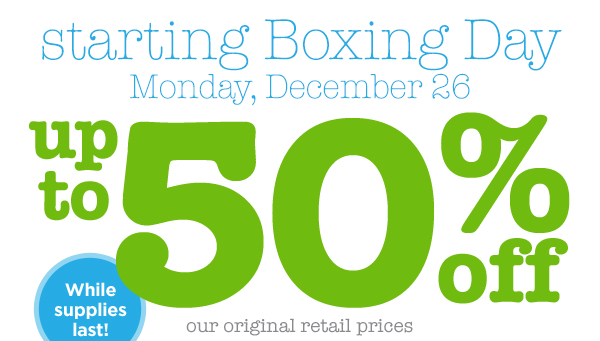 starting Boxing Day
Monday, December 26
up to 50% off
our original retail prices
While
supplies
last!